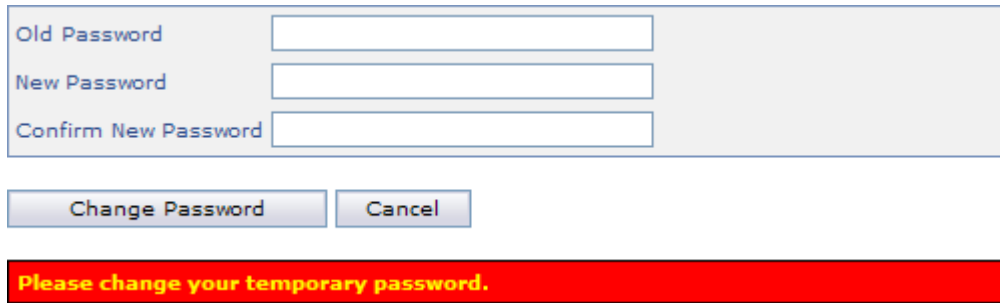 Old Password
New Password
Confirm New Password
Change Password Cancel
Please change your temporary password.